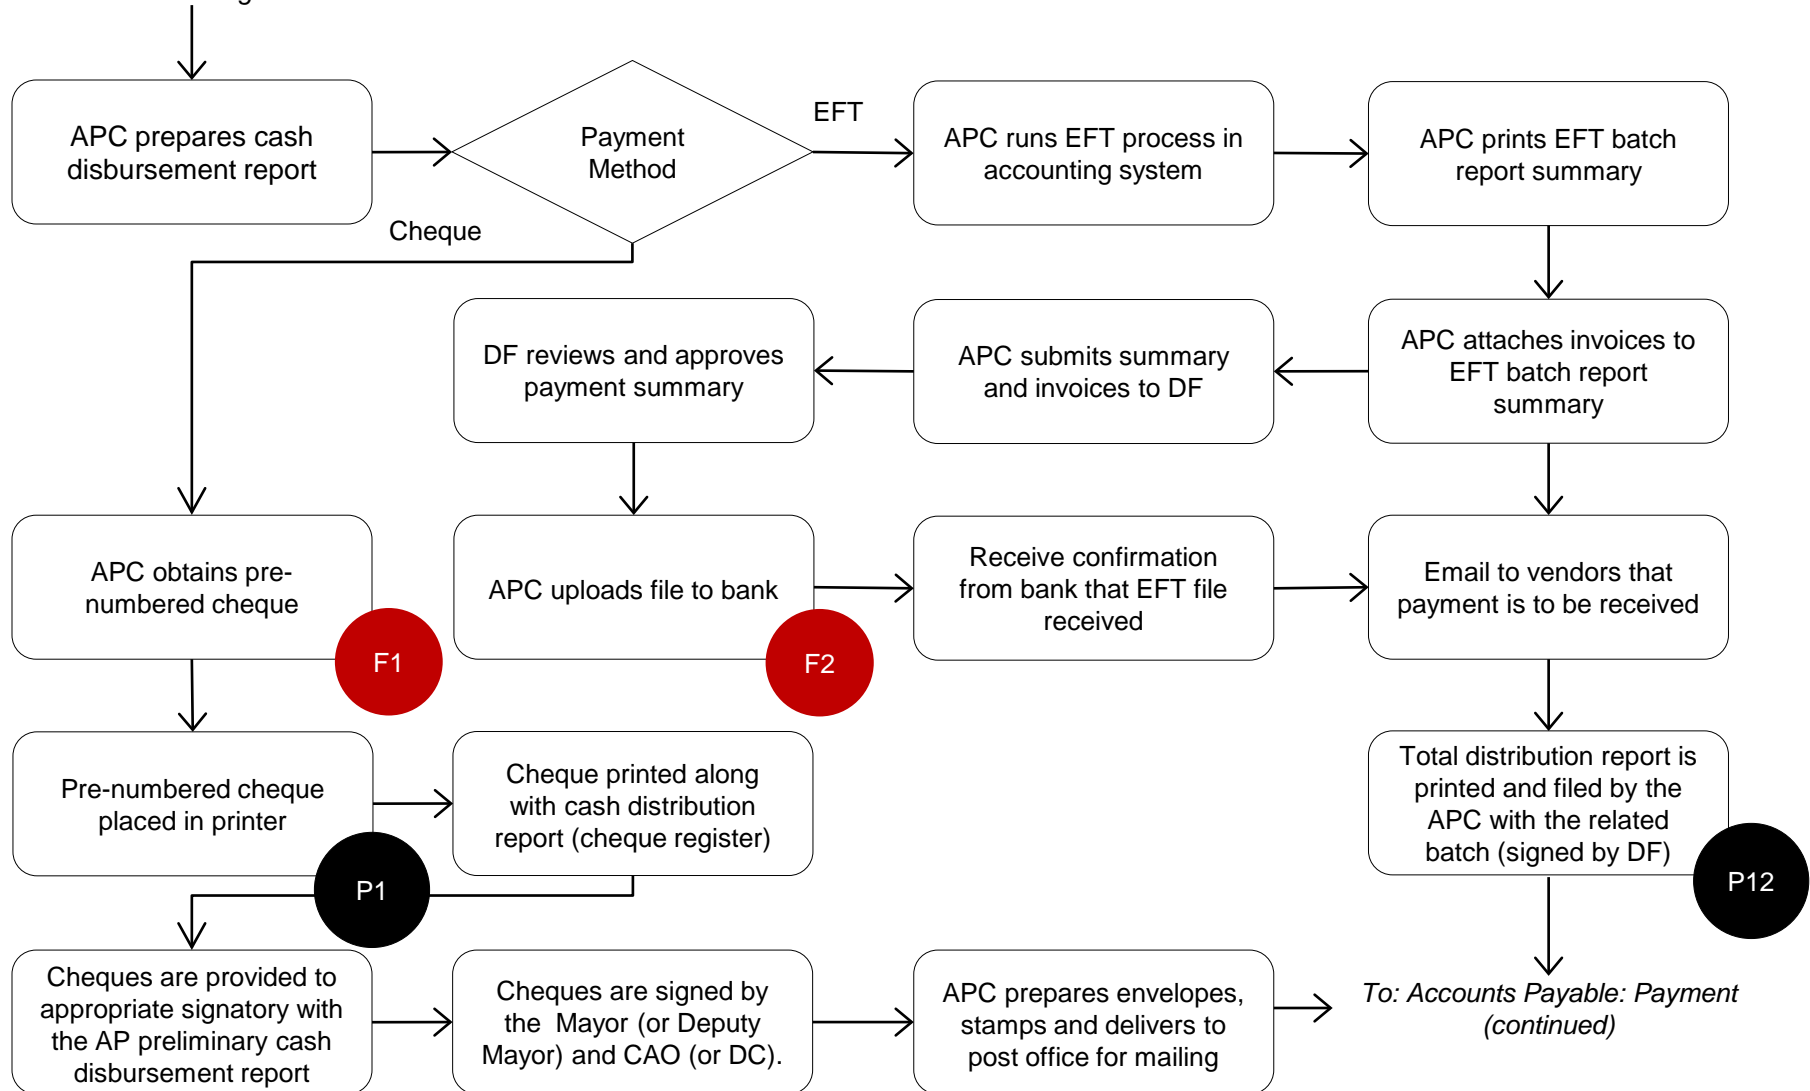 APC prepares cash
disbursement report
Payment
Method
EFT
APC runs EFT process in
accounting system
APC prints EFT batch
report summary
Cheque
DF reviews and approves
payment summary
APC submits summary
and invoices to DF
APC attaches invoices to
EFT batch report
summary
APC obtains pre-
numbered cheque
F1
APC uploads file to bank
F2
Receive confirmation
from bank that EFT file
received
Email to vendors that
payment is to be received
Pre-numbered cheque
placed in printer
P1
Cheque printed along
with cash distribution
report (cheque register)
Total distribution report is
printed and filed by the
APC with the related
batch (signed by DF)
P12
Cheques are provided to
appropriate signatory with
the AP preliminary cash
disbursement report
Cheques are signed by
the Mayor (or Deputy
Mayor) and CAO (or DC).
APC prepares envelopes,
stamps and delivers to
post office for mailing
To: Accounts Payable: Payment
(continued)